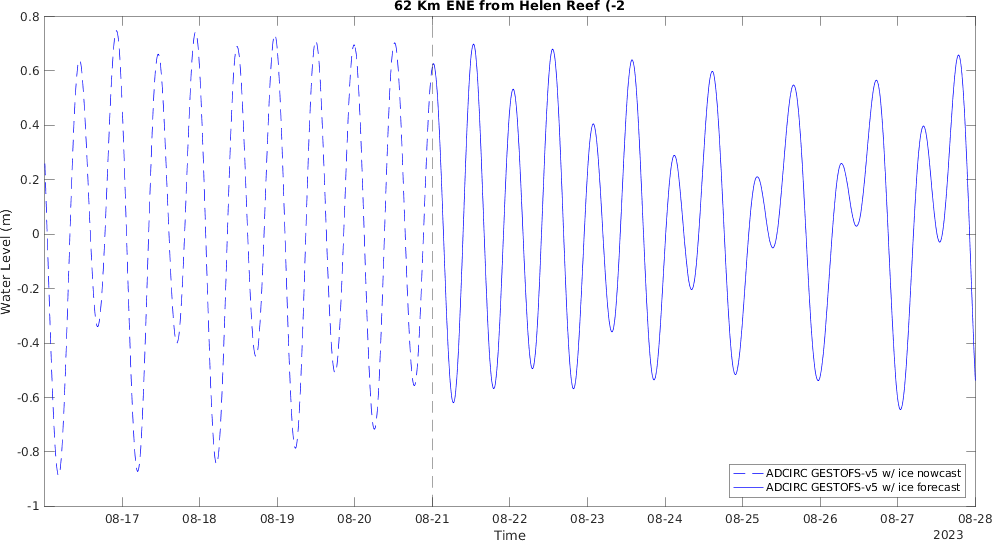 62 Km ENE from Helen Reef (-2
Water Level (m)
0.8
0.6
0.4
0.2
0
-0.2
-0.4
-0.6
-0.8
-1
ADCIRC GESTOFS-v5 w/ ice nowcast
ADCIRC GESTOFS-v5 w/ ice forecast
08-17 08-18 08-19 08-20 08-21 08-22 08-23 08-24 08-25 08-26 08-27 08-28
Time
2023